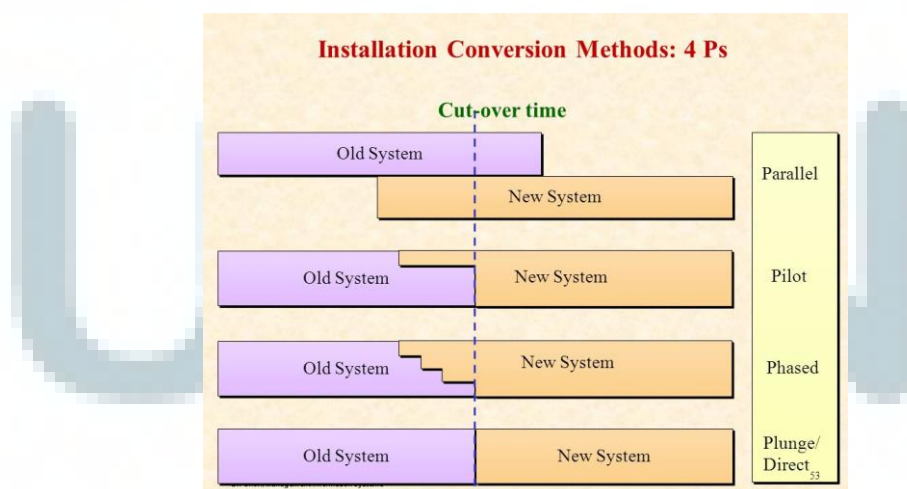 Installation Conversion Methods: 4 Ps
Cut-over time
Old System
New System
Parallel
Old System
New System
Pilot
Old System
New System
Phased
Old System
New System
Plunge/
Direct
53